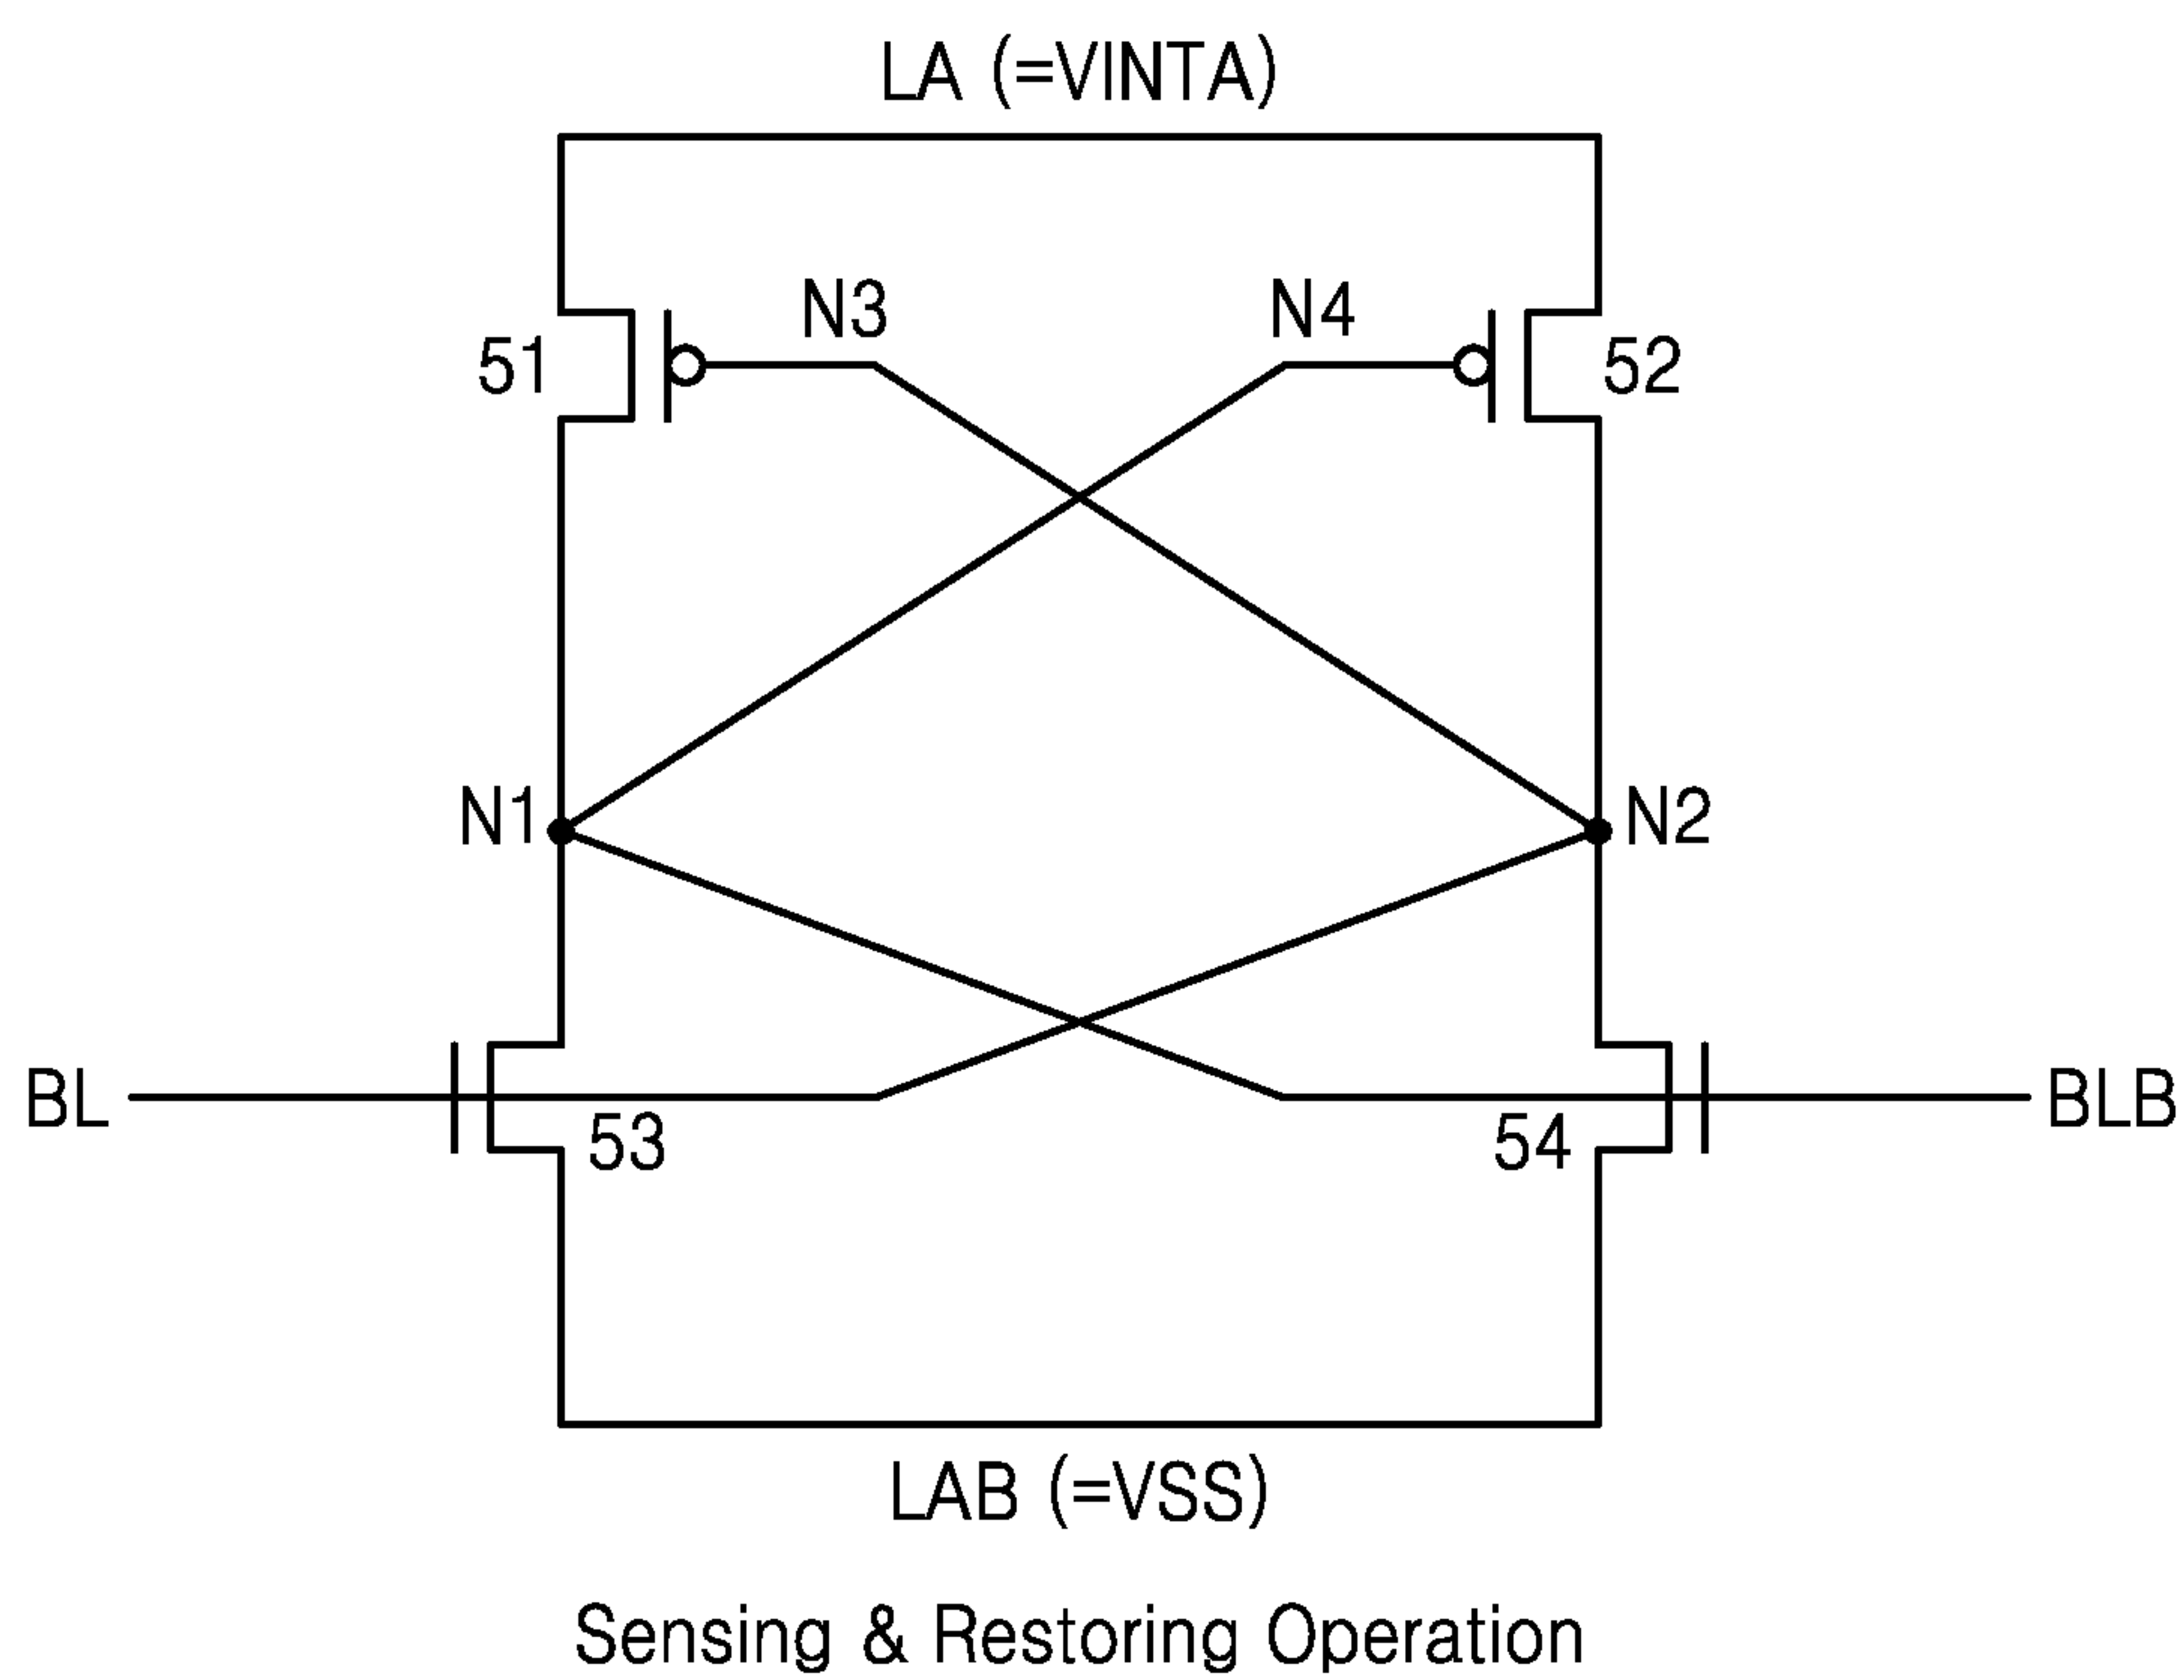 LA (=VINTA)
N3 N4
51 52
N1 N2
BL BLB
53 54
LAB (=VSS)
Sensing & Restoring Operation